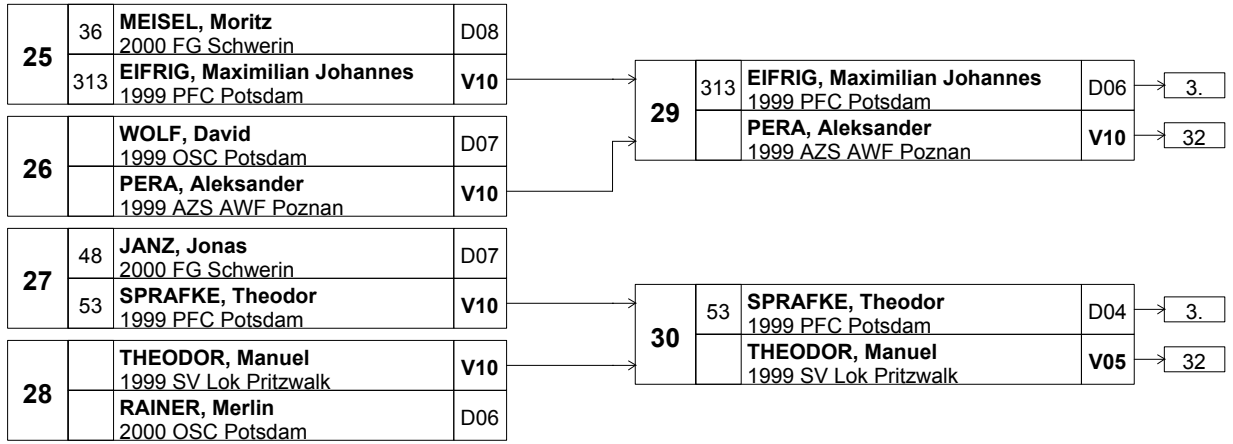 25
36
MEISEL, Moritz
2000 FG Schwerin
D08
313
EIFRIG, Maximilian Johannes
1999 PFC Potsdam
V10
26
WOLF, David
1999 OSC Potsdam
D07
PERA, Aleksander
1999 AZS AWF Poznan
V10
27
48
JANZ, Jonas
2000 FG Schwerin
D07
53
SPRAFKE, Theodor
1999 PFC Potsdam
V10
28
THEODOR, Manuel
1999 SV Lok Pritzwalk
V10
RAINER, Merlin
2000 OSC Potsdam
D06
29
313
EIFRIG, Maximilian Johannes
1999 PFC Potsdam
D06
3.
PERA, Aleksander
1999 AZS AWF Poznan
V10
32
30
53
SPRAFKE, Theodor
1999 PFC Potsdam
D04
3.
THEODOR, Manuel
1999 SV Lok Pritzwalk
V05
32